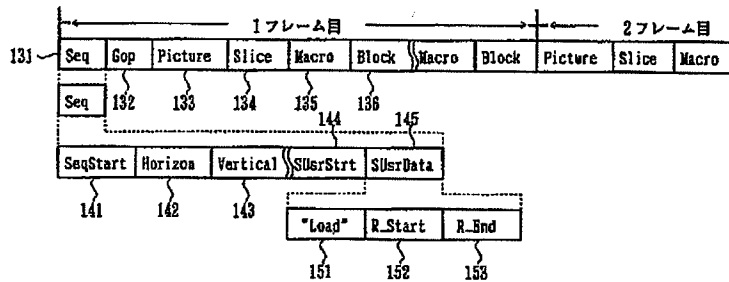 1フレーム目 2フレーム目
131 Seq Gop Picture Slice Macro Block Macro Block Picture Slice Macro
Seq 132 133 134 135 136
144 145
SeqStart Horizon Vertical SUsrStrt SUsrData
141 142 143
"Load" R_Start R_End
151 152 153